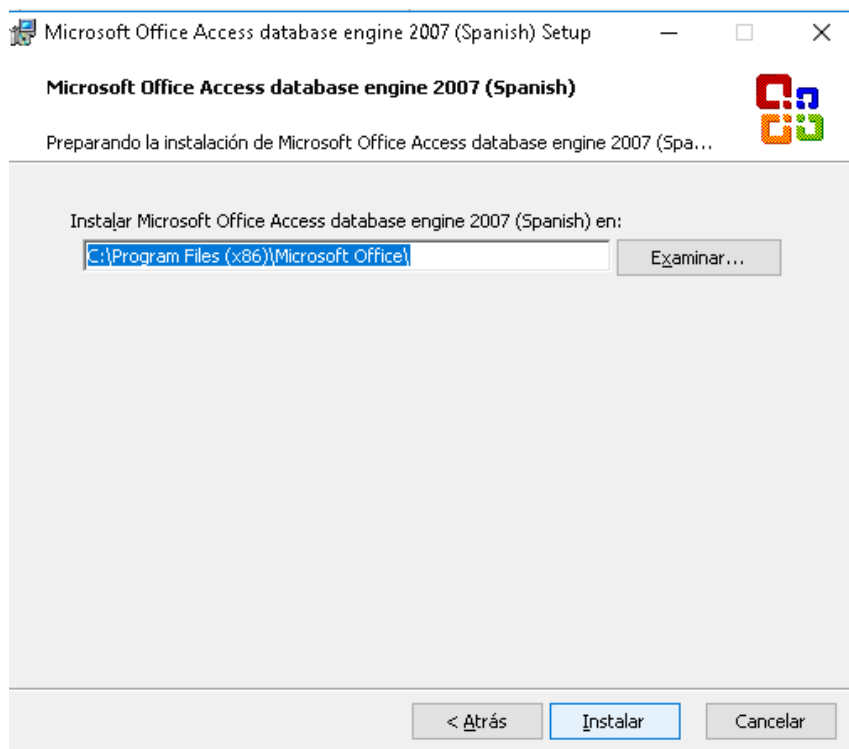 Microsoft Office Access database engine 2007 (Spanish) Setup
Microsoft Office Access database engine 2007 (Spanish)
Preparando la instalación de Microsoft Office Access database engine 2007 (Spa...
Instalar Microsoft Office Access database engine 2007 (Spanish) en:
C:\Program Files (x86)\Microsoft Office\
Examinar...
< Atrás
Instalar
Cancelar